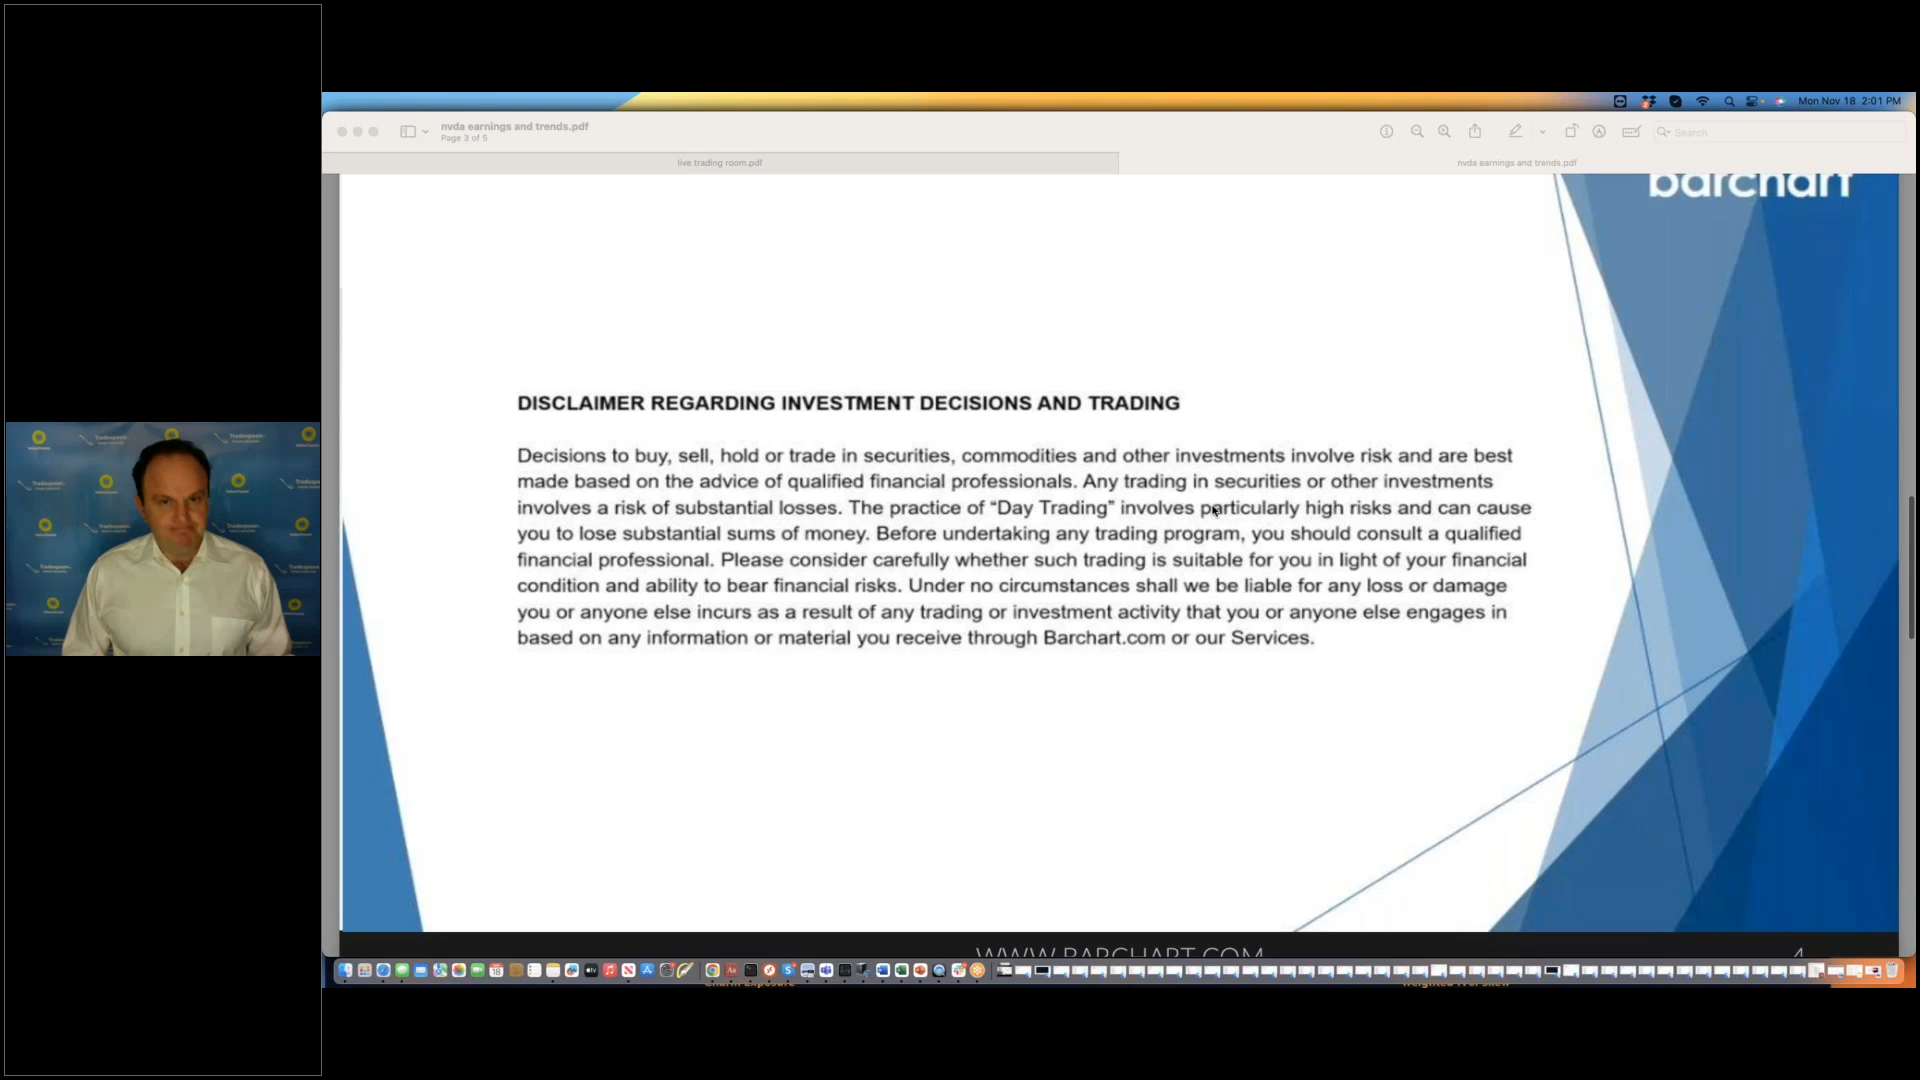 Mon Nov 18 2:01 PM
nvda earnings and trends.pdf
Page 3 of 5
Search
live trading room.pdf
nvda earnings and trends.pdf
barchart
DISCLAIMER REGARDING INVESTMENT DECISIONS AND TRADING
Decisions to buy, sell, hold or trade in securities, commodities and other investments involve risk and are best
made based on the advice of qualified financial professionals. Any trading in securities or other investments
involves a risk of substantial losses. The practice of “Day Trading” involves particularly high risks and can cause
you to lose substantial sums of money. Before undertaking any trading program, you should consult a qualified
financial professional. Please consider carefully whether such trading is suitable for you in light of your financial
condition and ability to bear financial risks. Under no circumstances shall we be liable for any loss or damage
you or anyone else incurs as a result of any trading or investment activity that you or anyone else engages in
based on any information or material you receive through Barchart.com or our Services.
WWW.BARCHART.COM
4
Tradespoon